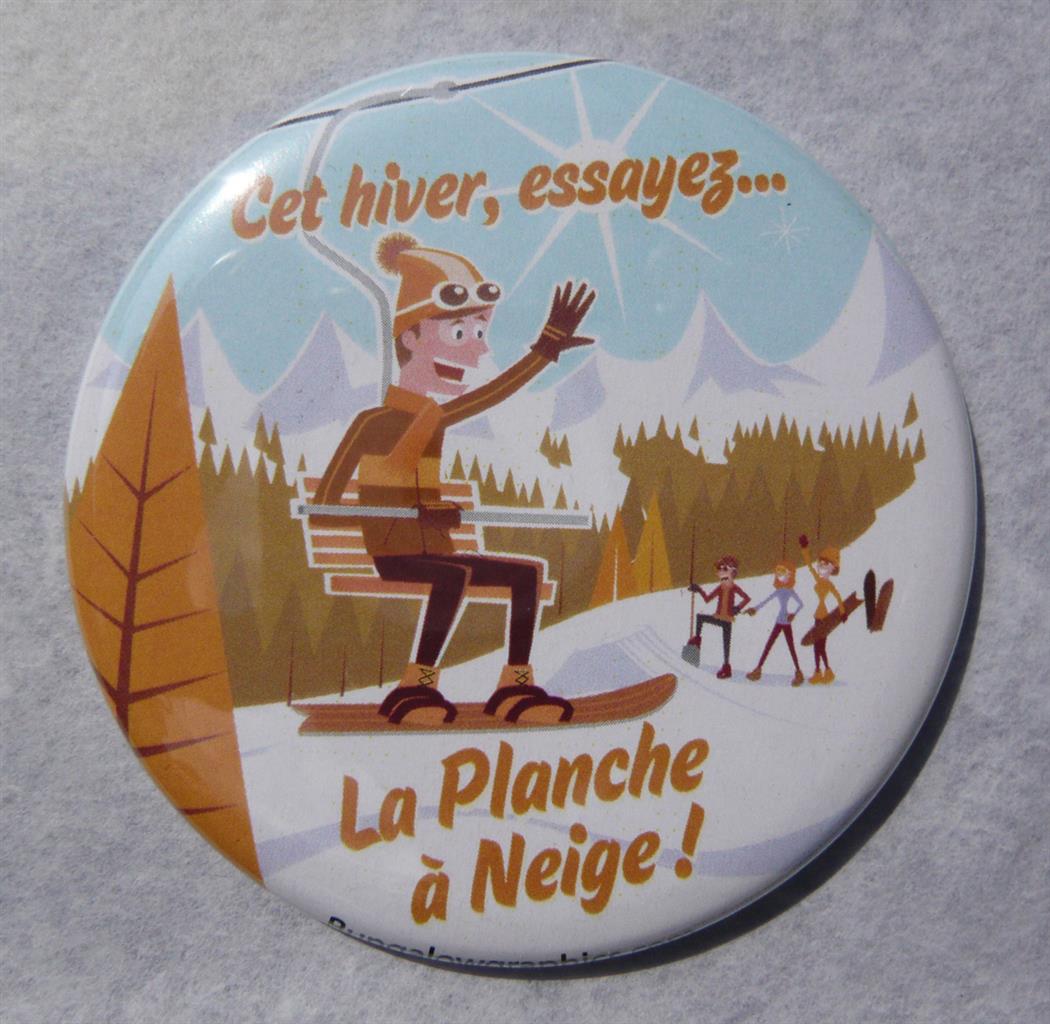 Cet hiver, essayez...
La Planche
à Neige !